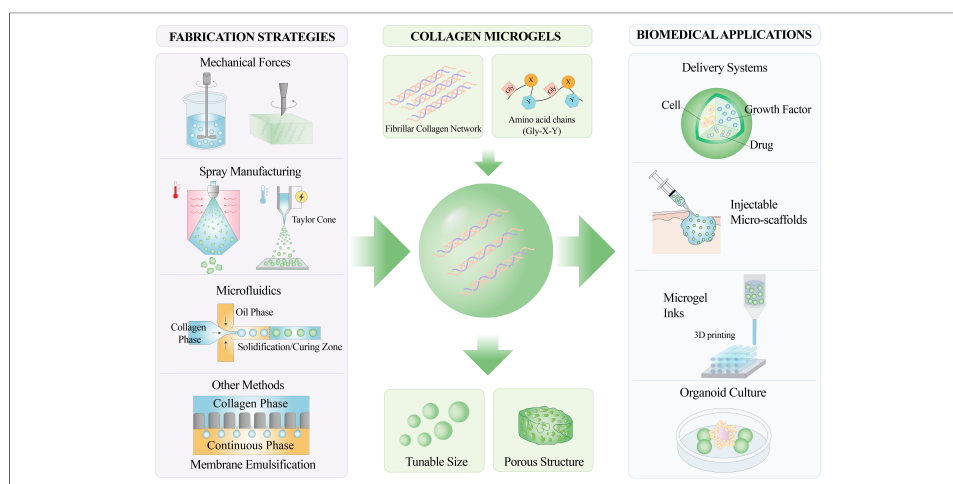 FABRICATION STRATEGIES
Mechanical Forces
Spray Manufacturing
Taylor Cone
Microfluidics
Oil Phase
Collagen
Phase
Solidification/Curing Zone
Other Methods
Collagen Phase
Continuous Phase
Membrane Emulsification
COLLAGEN MICROGELS
Fibrillar Collagen Network
Gly
X
Y
Gly
X
Y
Amino acid chains
(Gly-X-Y)
Tunable Size
Porous Structure
BIOMEDICAL APPLICATIONS
Delivery Systems
Cell
Growth Factor
Drug
Injectable
Micro-scaffolds
Microgel
Inks
3D printing
Organoid Culture